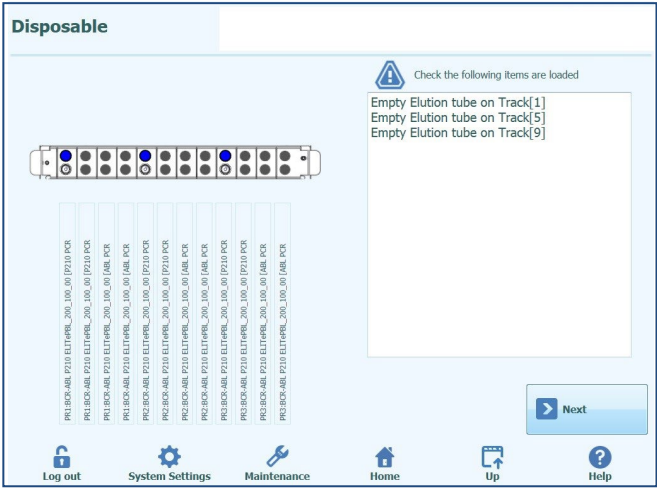 Disposable
Check the following items are loaded
Empty Elution tube on Track[1]
Empty Elution tube on Track[5]
Empty Elution tube on Track[9]
PR1:BCR-ABL P210 ELITePBL_200_100_00 [P210 PCR
PR1:BCR-ABL P210 ELITePBL_200_100_00 [P210 PCR
PR1:BCR-ABL P210 ELITePBL_200_100_00 [ABL PCR
PR1:BCR-ABL P210 ELITePBL_200_100_00 [ABL PCR
PR2:BCR-ABL P210 ELITePBL_200_100_00 [P210 PCR
PR2:BCR-ABL P210 ELITePBL_200_100_00 [P210 PCR
PR2:BCR-ABL P210 ELITePBL_200_100_00 [ABL PCR
PR2:BCR-ABL P210 ELITePBL_200_100_00 [ABL PCR
PR3:BCR-ABL P210 ELITePBL_200_100_00 [P210 PCR
PR3:BCR-ABL P210 ELITePBL_200_100_00 [P210 PCR
PR3:BCR-ABL P210 ELITePBL_200_100_00 [ABL PCR
PR3:BCR-ABL P210 ELITePBL_200_100_00 [ABL PCR
Next
Log out
System Settings
Maintenance
Home
Up
Help